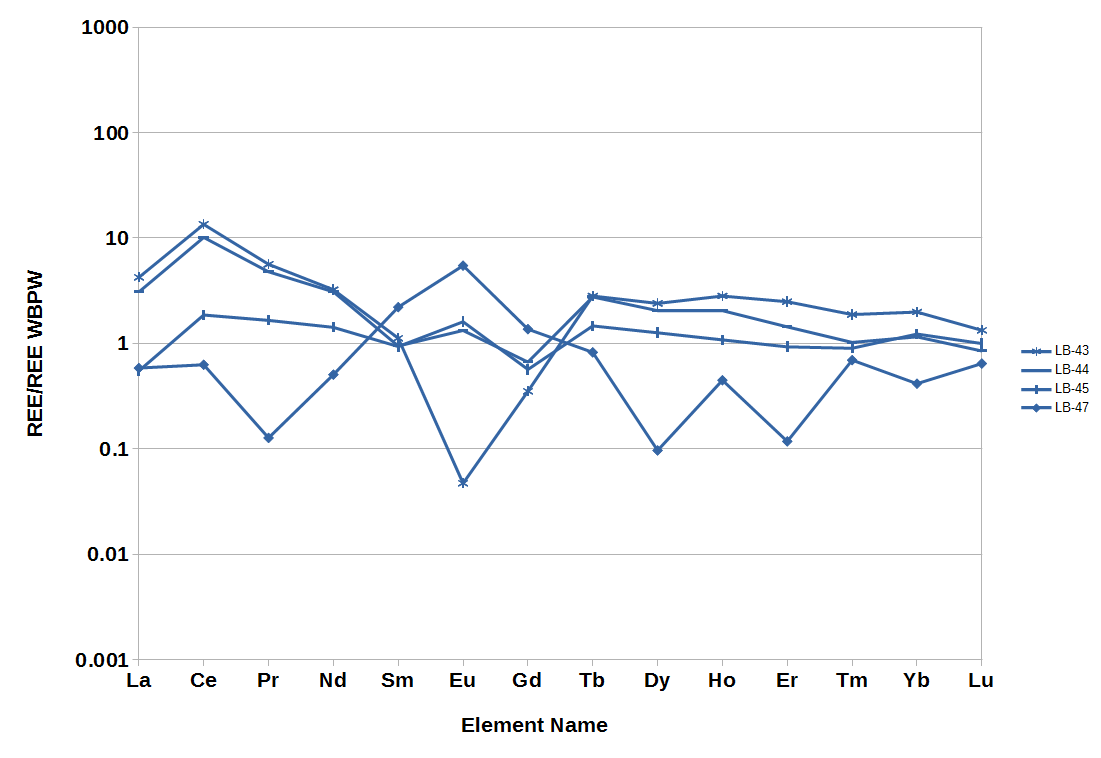 1000
100
10
1
0.1
0.01
0.001
REE/REE WBPW
La Ce Pr Nd Sm Eu Gd Tb Dy Ho Er Tm Yb Lu
Element Name
LB-43
LB-44
LB-45
LB-47